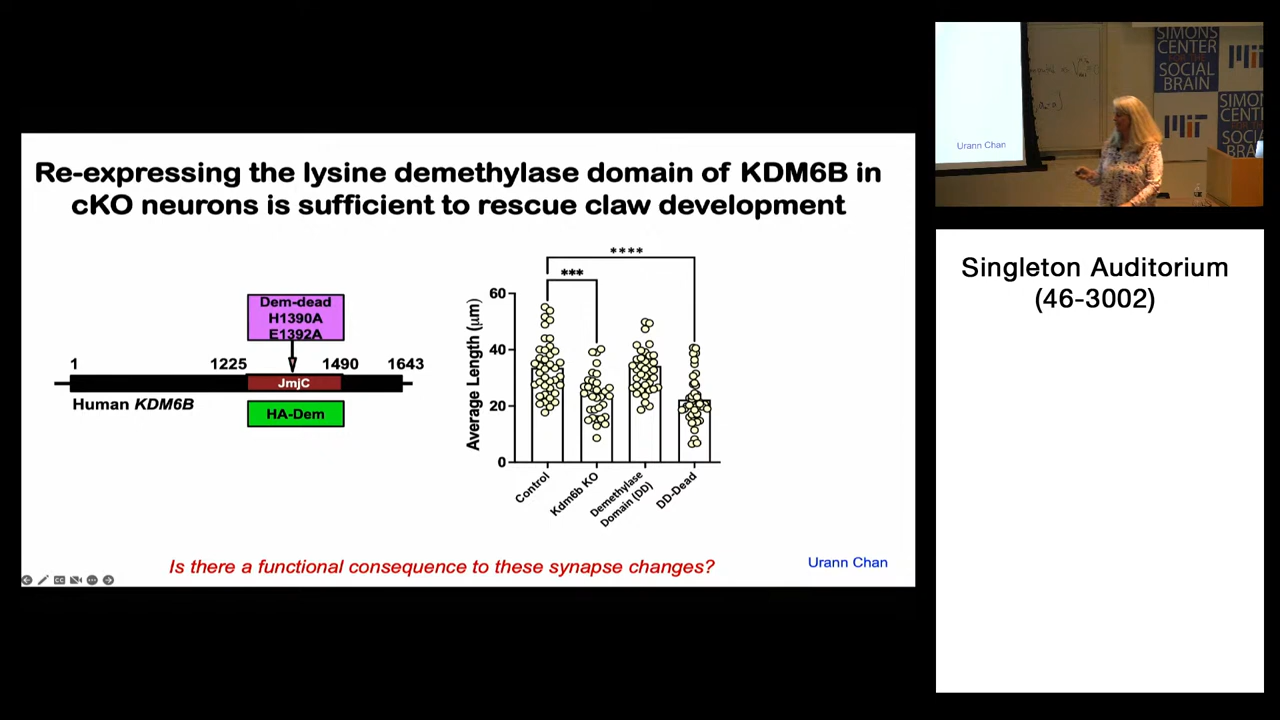 Re-expressing the lysine demethylase domain of KDM6B in
cKO neurons is sufficient to rescue claw development
Dem-dead
H1390A
E1392A
1
1225
1490
1643
JmjC
Human KDM6B
HA-Dem
****
***
60
40
20
0
Average Length (μm)
Control
Kdm6b KO
Demethylase
Domain (DD)
DD-Dead
Is there a functional consequence to these synapse changes?
Urann Chan
Urann Chan
SIMONS
CENTER
FOR THE
SOCIAL
BRAIN
MIT
MIT
Singleton Auditorium
(46-3002)